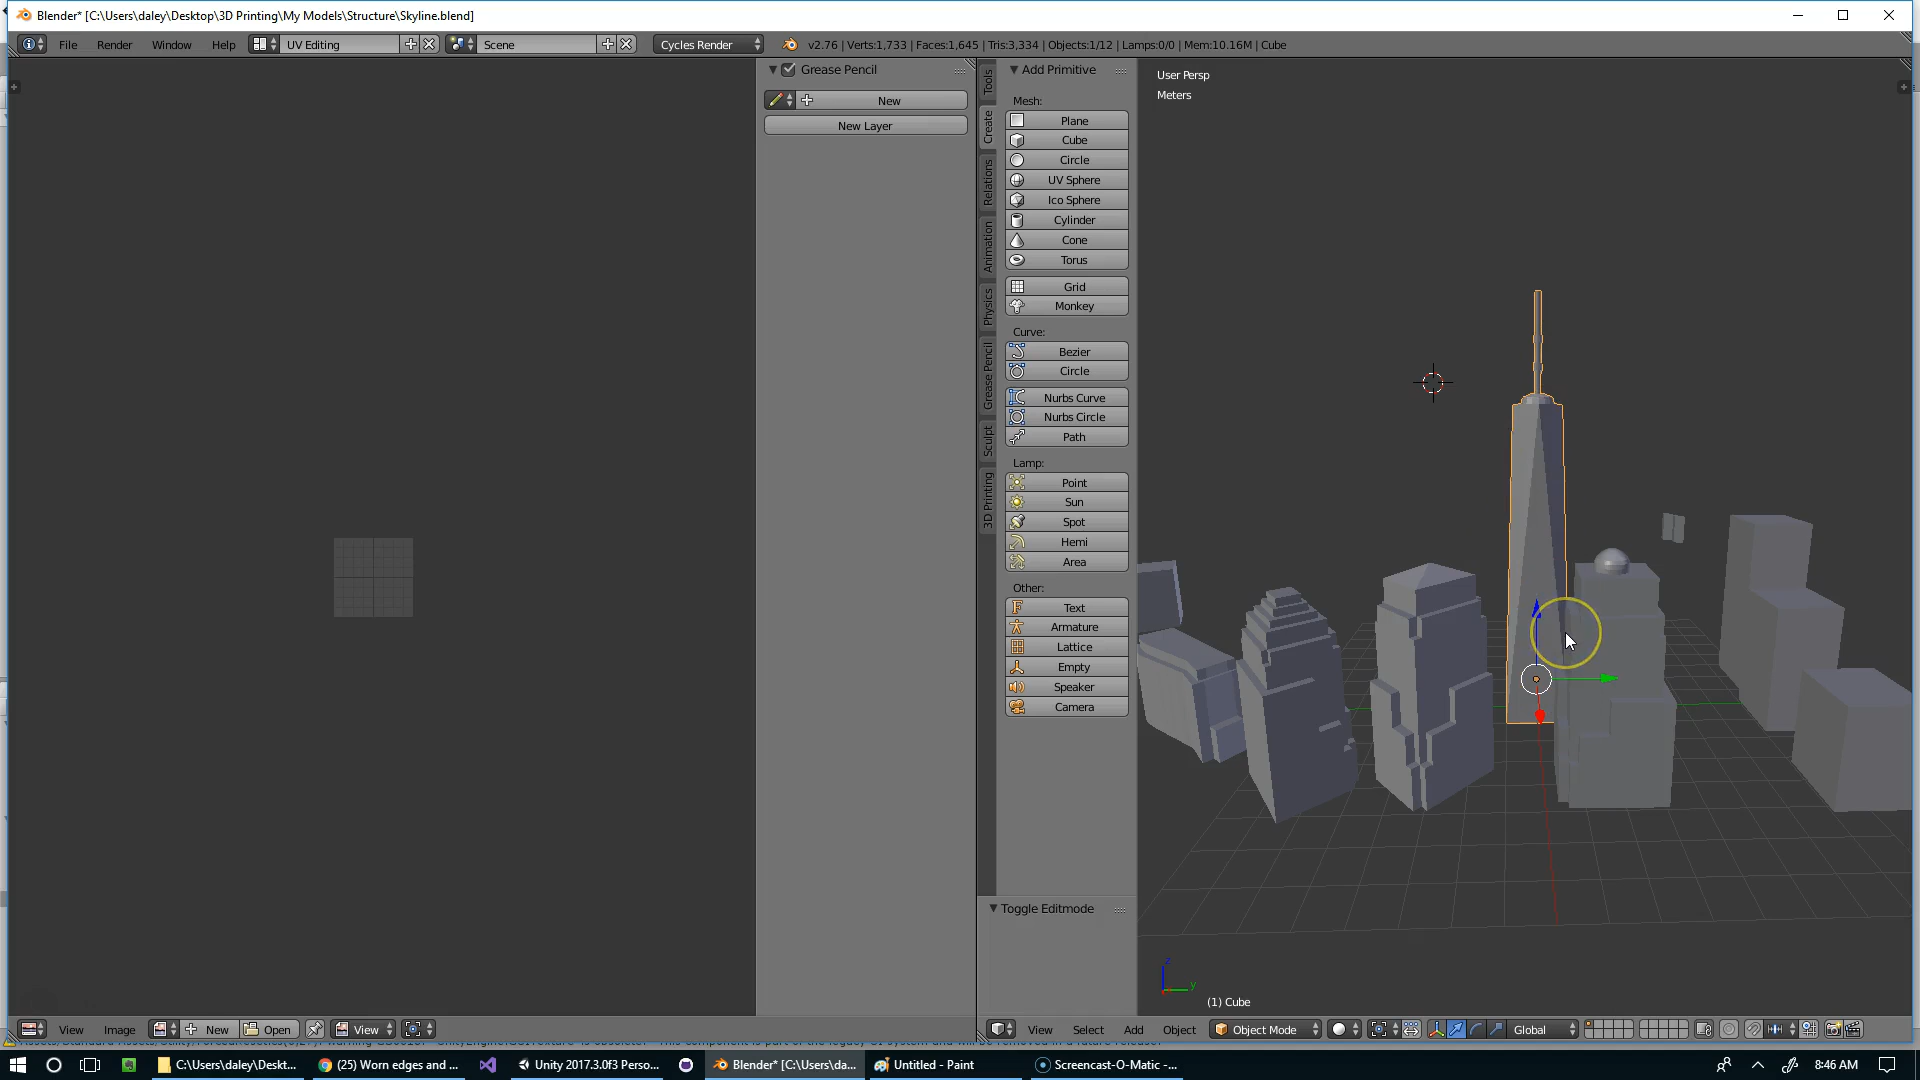 Blender* [C:\Users\daley\Desktop\3D Printing\My Models\Structure\Skyline.blend]
File Render Window Help UV Editing Scene Cycles Render v2.76 | Verts:1,733 | Faces:1,645 | Tris:3,334 | Objects:1/12 | Lamps:0/0 | Mem:10.16M | Cube
Grease Pencil
New
New Layer
Tools
Create
Relations
Animation
Physics
Grease Pencil
Sculpt
3D Printing
Add Primitive
Mesh:
Plane
Cube
Circle
UV Sphere
Ico Sphere
Cylinder
Cone
Torus
Grid
Monkey
Curve:
Bezier
Circle
Nurbs Curve
Nurbs Circle
Path
Lamp:
Point
Sun
Spot
Hemi
Area
Other:
Text
Armature
Lattice
Empty
Speaker
Camera
Toggle Editmode
User Persp
Meters
z
y
(1) Cube
View Image New Open View
View Select Add Object Object Mode Global
C:\Users\daley\Deskt... (25) Worn edges and ... Unity 2017.3.0f3 Perso... Blender* [C:\Users\da... Untitled - Paint Screencast-O-Matic -... 8:46 AM